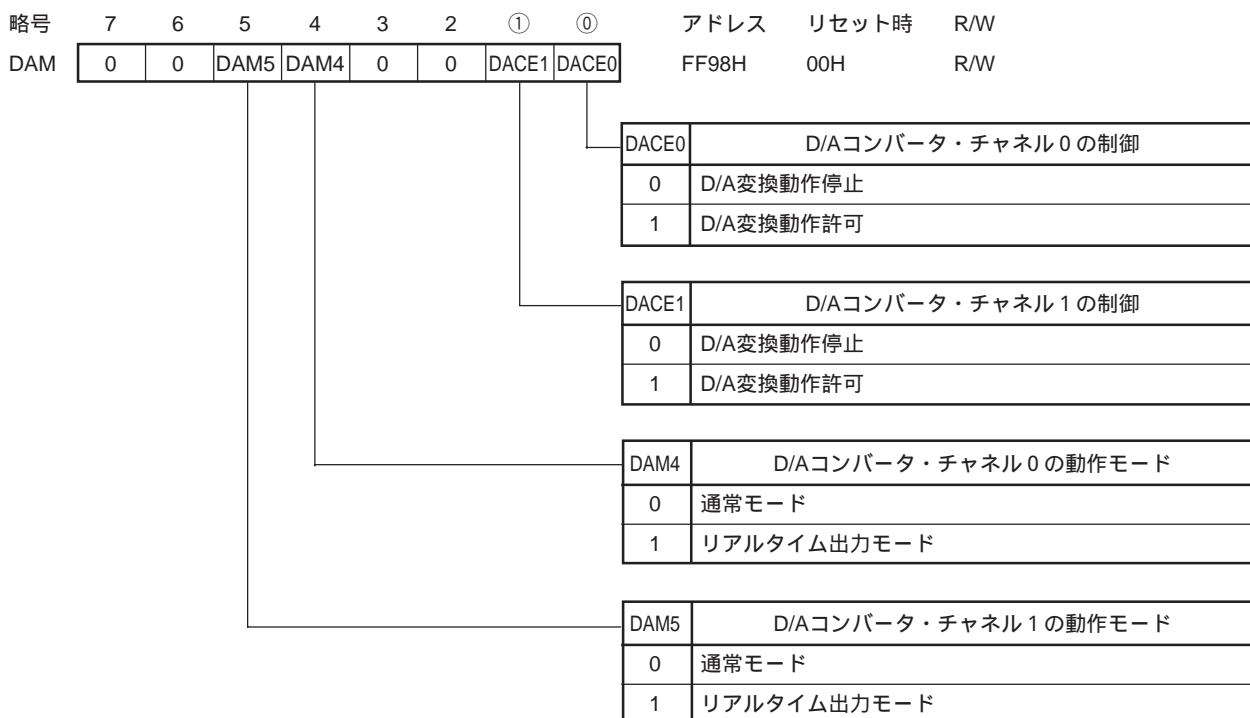 略号 7 6 5 4 3 2 ① ⓪ アドレス リセット時 R/W
DAM 0 0 DAM5 DAM4 0 0 DACE1 DACE0 FF98H 00H R/W
DACE0 D/Aコンバータ・チャネル0の制御
0 D/A変換動作停止
1 D/A変換動作許可
DACE1 D/Aコンバータ・チャネル1の制御
0 D/A変換動作停止
1 D/A変換動作許可
DAM4 D/Aコンバータ・チャネル0の動作モード
0 通常モード
1 リアルタイム出力モード
DAM5 D/Aコンバータ・チャネル1の動作モード
0 通常モード
1 リアルタイム出力モード